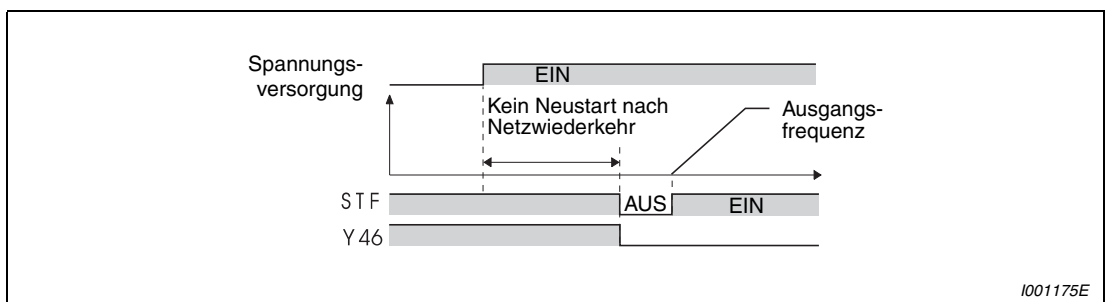 Spannungs-
versorgung
EIN
Kein Neustart nach
Netzwiederkehr
Ausgangs-
frequenz
STF
AUS
EIN
Y46
I001175E